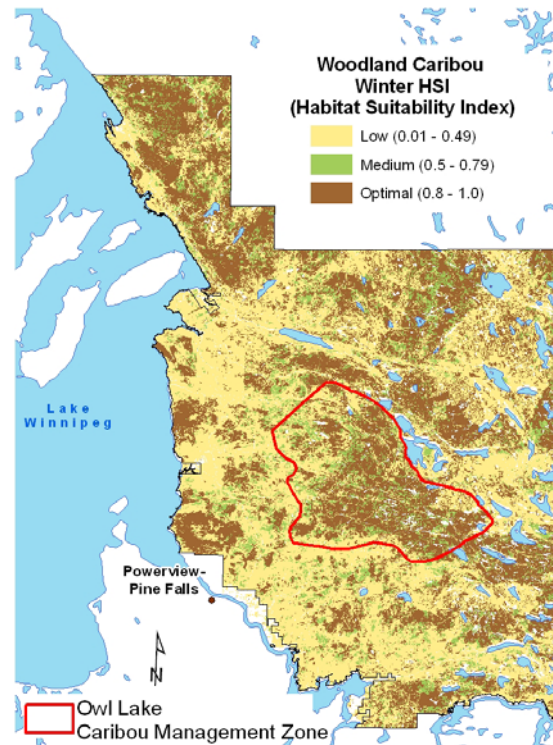 Woodland Caribou
Winter HSI
(Habitat Suitability Index)
Low (0.01 - 0.49)
Medium (0.5 - 0.79)
Optimal (0.8 - 1.0)
Lake
Winnipeg
Powerview-
Pine Falls
N
Owl Lake
Caribou Management Zone